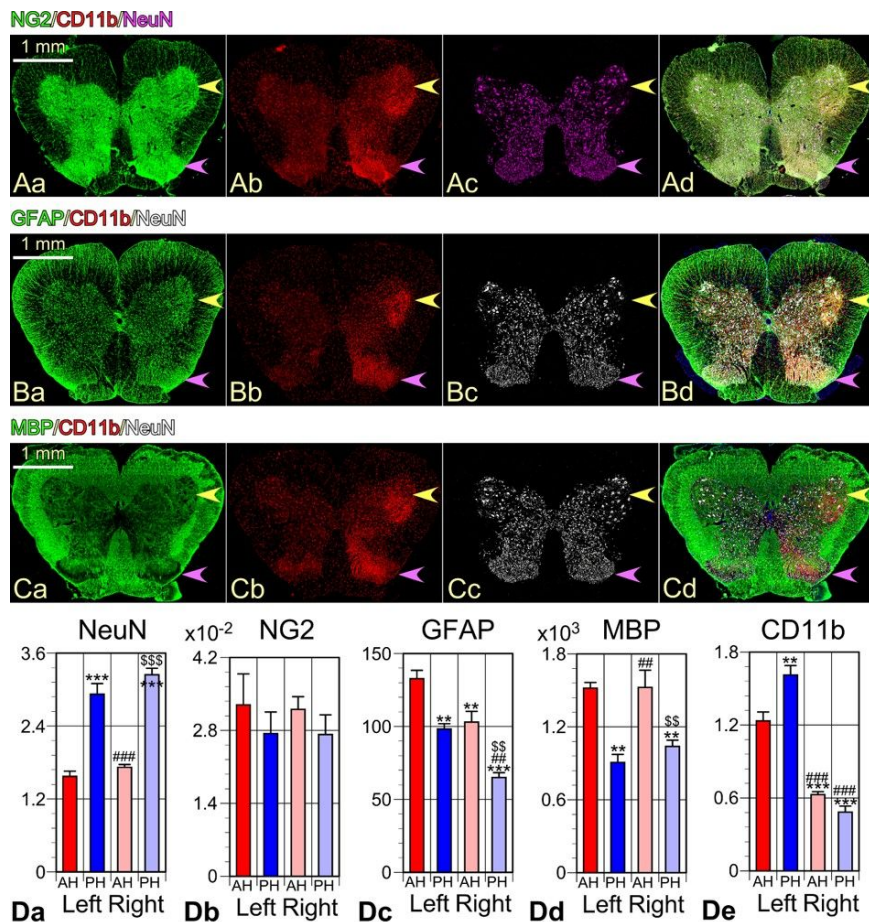 NG2/CD11b/NeuN
1 mm
Aa Ab Ac Ad
GFAP/CD11b/NeuN
1 mm
Ba Bb Bc Bd
MBP/CD11b/NeuN
1 mm
Ca Cb Cc Cd
NeuN NG2 GFAP MBP CD11b
x10⁻² x10³
3.6 4.2 150 1.8 1.8
$$$ ## **
*** *** ** ** $$ $$ ###
2.4 2.8 100 1.2 ** ** 1.2 *** ###
### ## ***
***
1.2 1.4 50 0.6 0.6
0 0 0 0 0
AH PH AH PH AH PH AH PH AH PH AH PH AH PH AH PH AH PH AH PH
Left Right Left Right Left Right Left Right Left Right
Da Db Dc Dd De